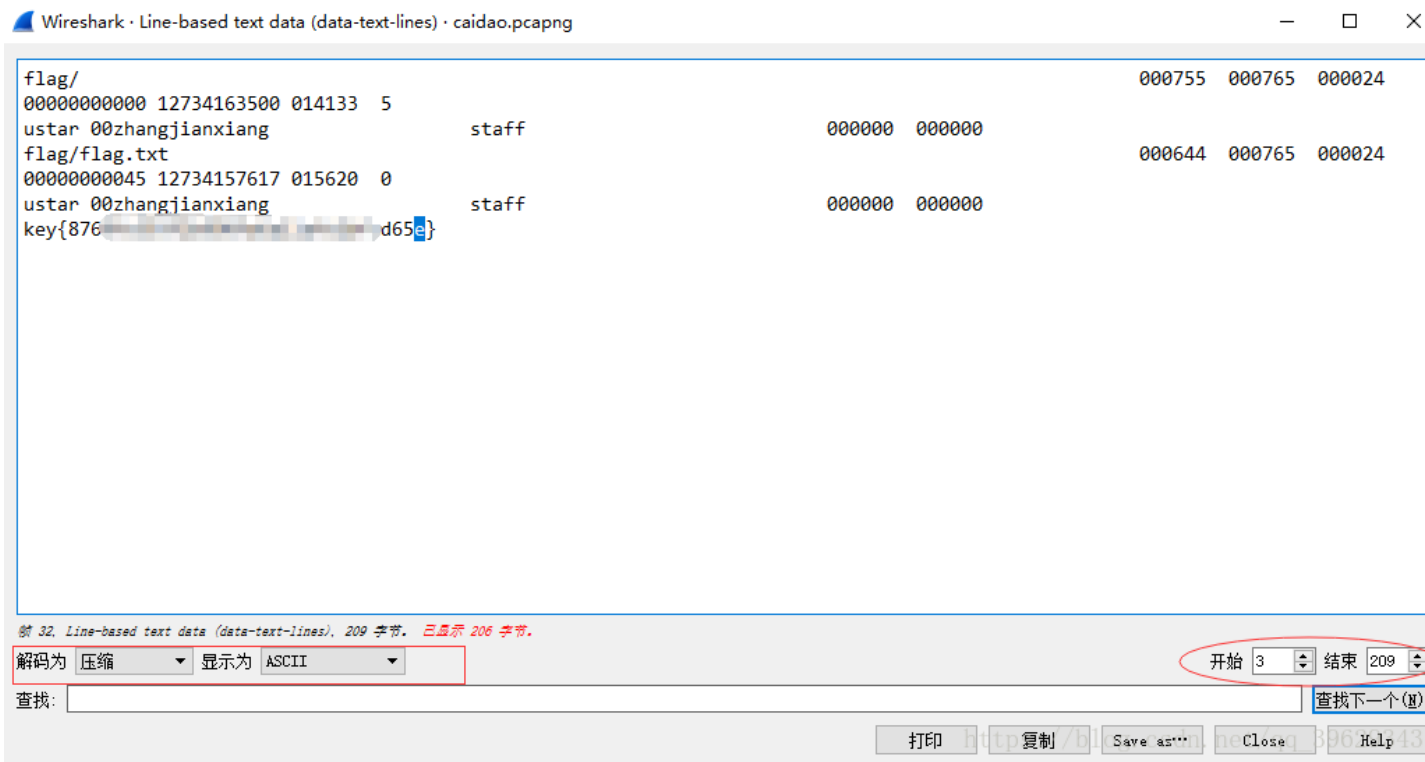 Wireshark · Line-based text data (data-text-lines) · caidao.pcapng
flag/ 000755 000765 000024
00000000000 12734163500 014133 5
ustar 00zhangjianxiang staff 000000 000000
flag/flag.txt 000644 000765 000024
00000000045 12734157617 015620 0
ustar 00zhangjianxiang staff 000000 000000
key{876 d65e}
帧 32, Line-based text data (data-text-lines), 209 字节. 已显示 206 字节.
解码为 压缩 显示为 ASCII 开始 3 结束 209
查找: 查找下一个(N)
打印 复制 Save as… Close Help